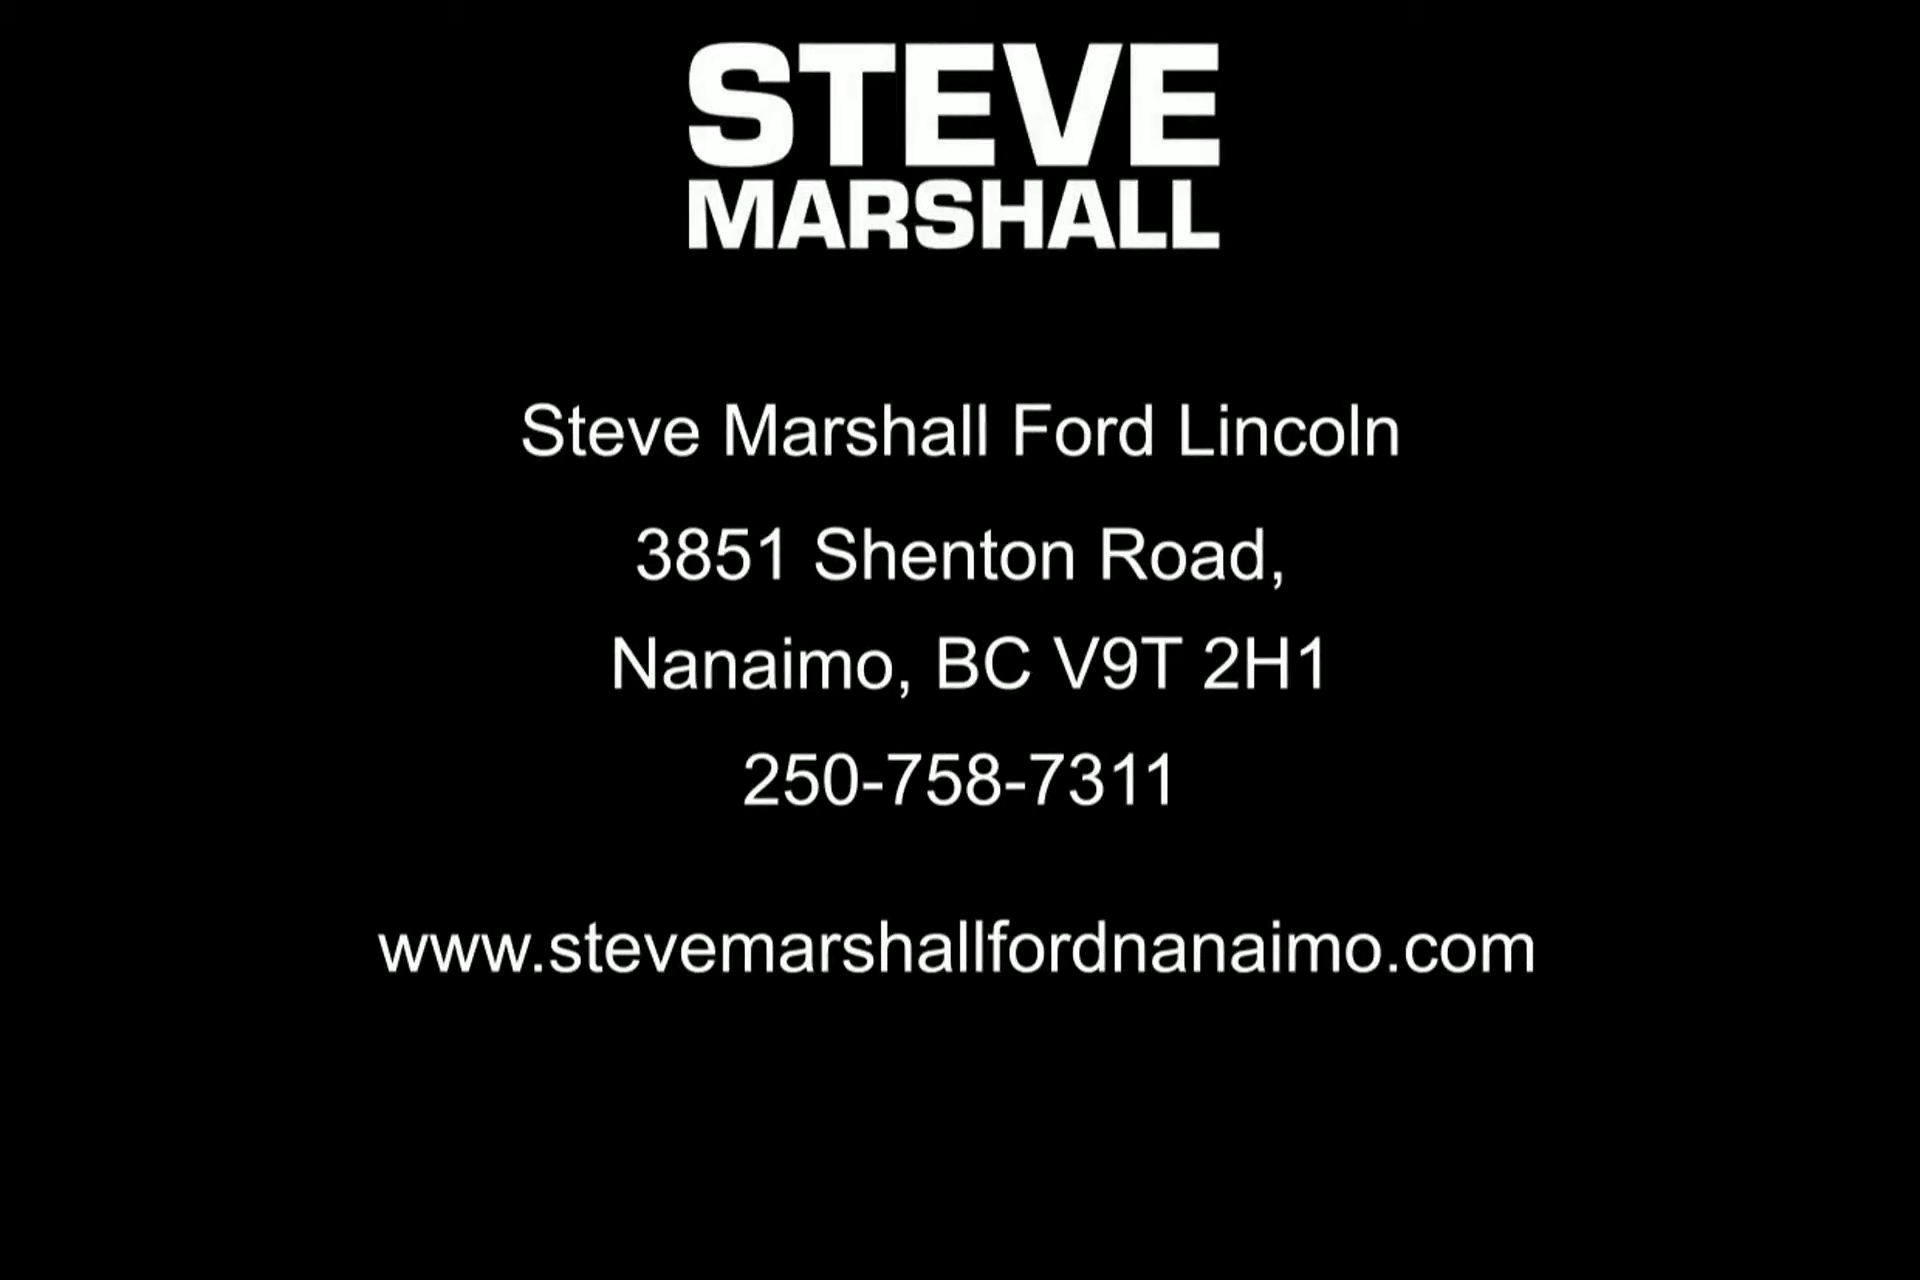 STEVE
MARSHALL
Steve Marshall Ford Lincoln
3851 Shenton Road,
Nanaimo, BC V9T 2H1
250-758-7311
www.stevemarshallfordnanaimo.com